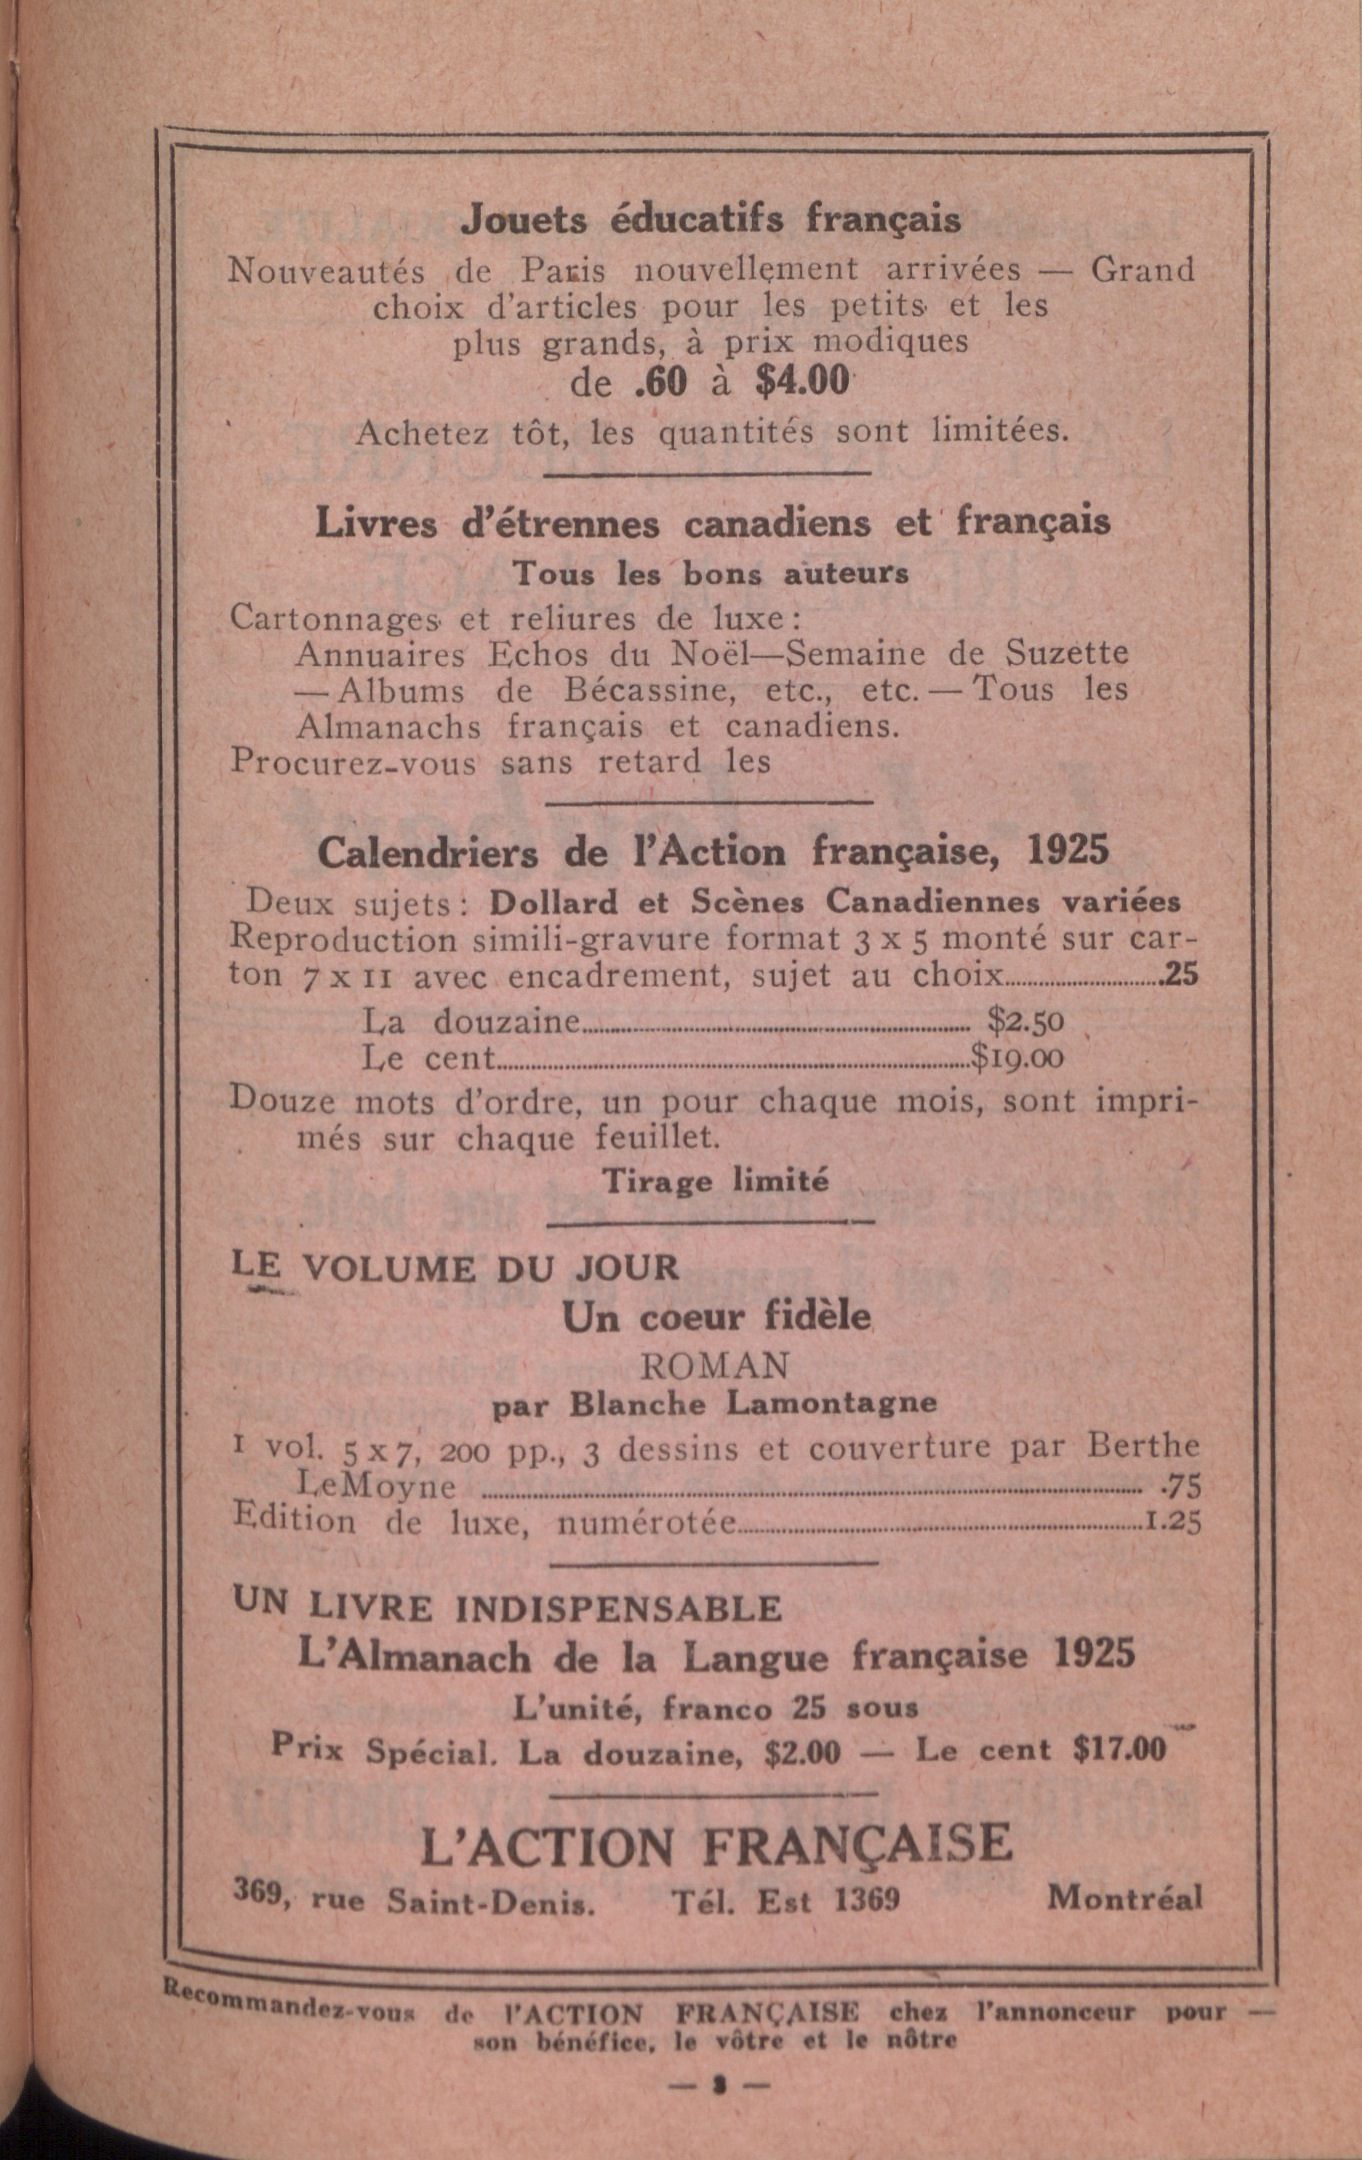 Jouets éducatifs français
Nouveautés de Paris nouvellement arrivées — Grand
choix d'articles pour les petits et les
plus grands, à prix modiques
de .60 à $4.00
Achetez tôt, les quantités sont limitées.
Livres d'étrennes canadiens et français
Tous les bons auteurs
Cartonnages et reliures de luxe :
Annuaires Echos du Noël—Semaine de Suzette
— Albums de Bécassine, etc., etc. — Tous les
Almanachs français et canadiens.
Procurez-vous sans retard les
Calendriers de l'Action française, 1925
Deux sujets : Dollard et Scènes Canadiennes variées
Reproduction simili-gravure format 3 x 5 monté sur car-
ton 7 x 11 avec encadrement, sujet au choix..........................25
La douzaine.......................................................... $2.50
Le cent......................................................................$19.00
Douze mots d'ordre, un pour chaque mois, sont impri-
més sur chaque feuillet.
Tirage limité
LE VOLUME DU JOUR
Un coeur fidèle
ROMAN
par Blanche Lamontagne
1 vol. 5 x 7, 200 pp., 3 dessins et couverture par Berthe
LeMoyne .................................................................... .75
Edition de luxe, numérotée..........................................1.25
UN LIVRE INDISPENSABLE
L'Almanach de la Langue française 1925
L'unité, franco 25 sous
Prix Spécial. La douzaine, $2.00 — Le cent $17.00
L'ACTION FRANÇAISE
369, rue Saint-Denis. Tél. Est 1369 Montréal
Recommandez-vous de l'ACTION FRANÇAISE chez l'annonceur pour —
son bénéfice, le vôtre et le nôtre